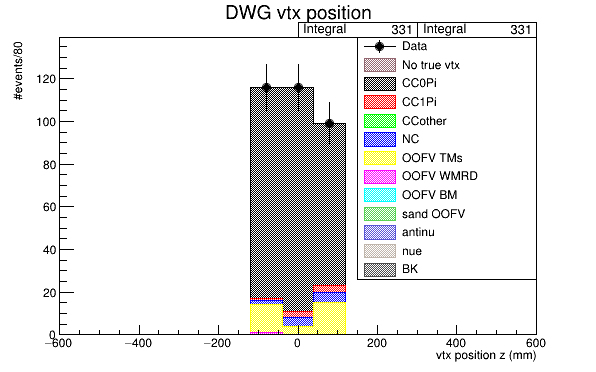 DWG vtx position
Integral 331 Integral 331
#events/80
Data
No true vtx
CC0Pi
CC1Pi
CCother
NC
OOFV TMs
OOFV WMRD
OOFV BM
sand OOFV
antinu
nue
BK
120
100
80
60
40
20
0
−600 −400 −200 0 200 400 600
vtx position z (mm)